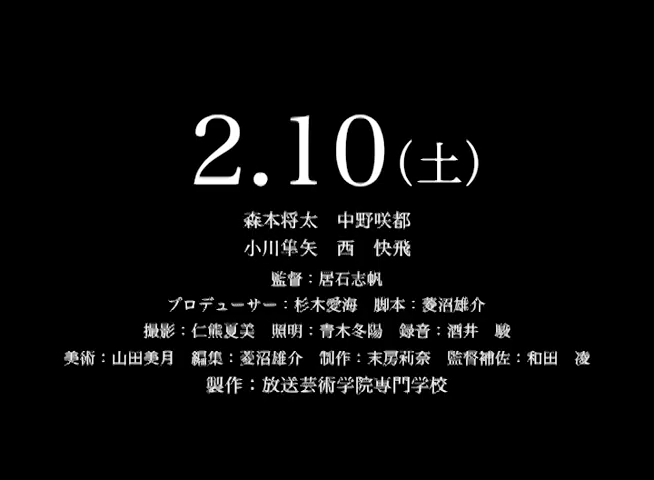 2.10(土)
森本将太　中野咲都
小川隼矢　西　快飛
監督：居石志帆
プロデューサー：杉木愛海　脚本：菱沼雄介
撮影：仁熊夏美　照明：青木冬陽　録音：酒井　駿
美術：山田美月　編集：菱沼雄介　制作：末房莉奈　監督補佐：和田　凌
製作：放送芸術学院専門学校